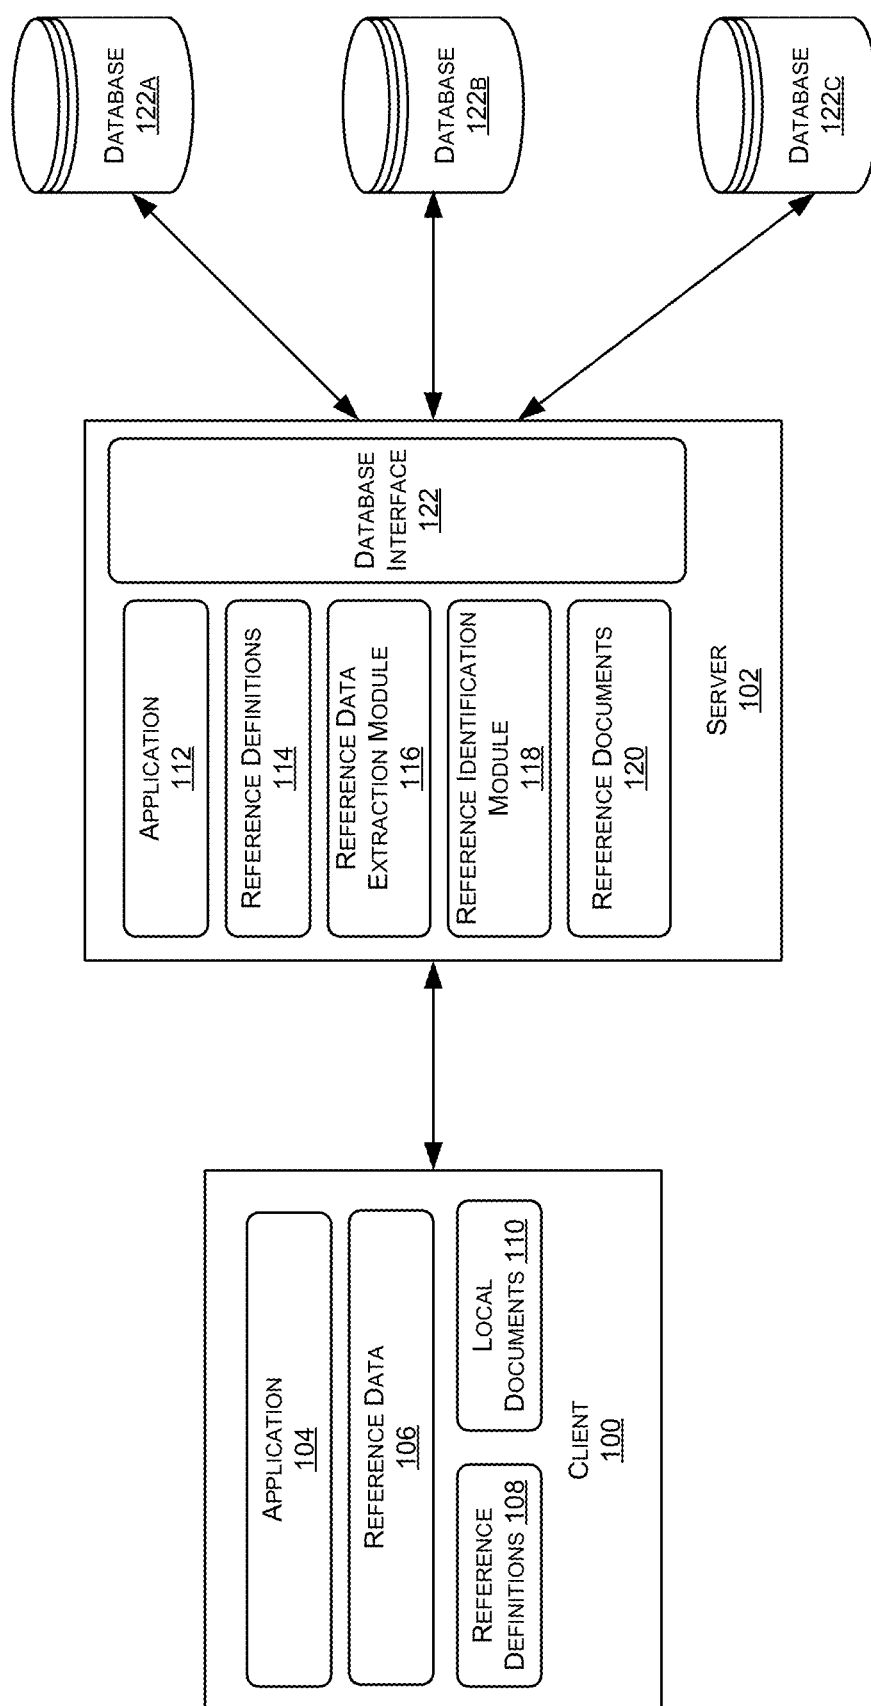 APPLICATION
104
REFERENCE DATA
106
REFERENCE
DEFINITIONS 108
LOCAL
DOCUMENTS 110
CLIENT
100
APPLICATION
112
REFERENCE DEFINITIONS
114
REFERENCE DATA
EXTRACTION MODULE
116
REFERENCE IDENTIFICATION
MODULE
118
REFERENCE DOCUMENTS
120
DATABASE
INTERFACE
122
SERVER
102
DATABASE
122A
DATABASE
122B
DATABASE
122C